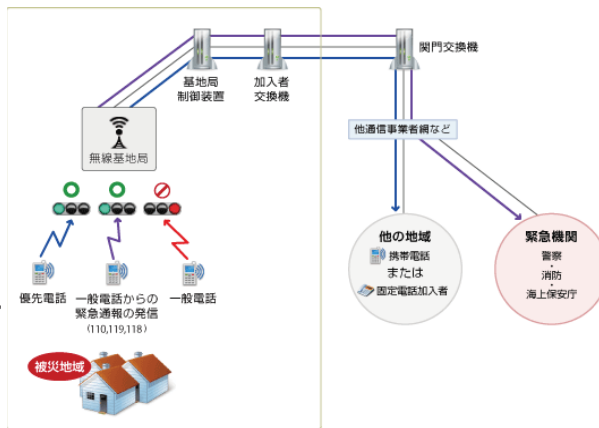 関門交換機
基地局
制御装置
加入者
交換機
無線基地局
他通信事業者網など
優先電話
一般電話からの
緊急通報の発信
(110,119,118)
一般電話
被災地域
他の地域
携帯電話
または
固定電話加入者
緊急機関
警察
・
消防
・
海上保安庁